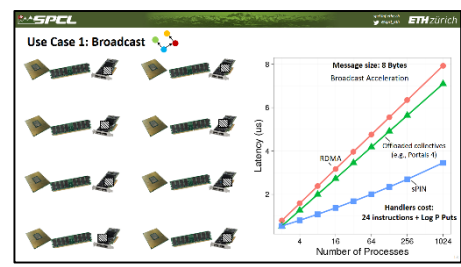 SPCL
ETH zürich
Use Case 1: Broadcast
Message size: 8 Bytes
Broadcast Acceleration
8
6
4
2
Latency (us)
RDMA
Offloaded collectives
(e.g., Portals 4)
sPIN
Handlers cost:
24 instructions + Log P Puts
4
16
64
256
1024
Number of Processes